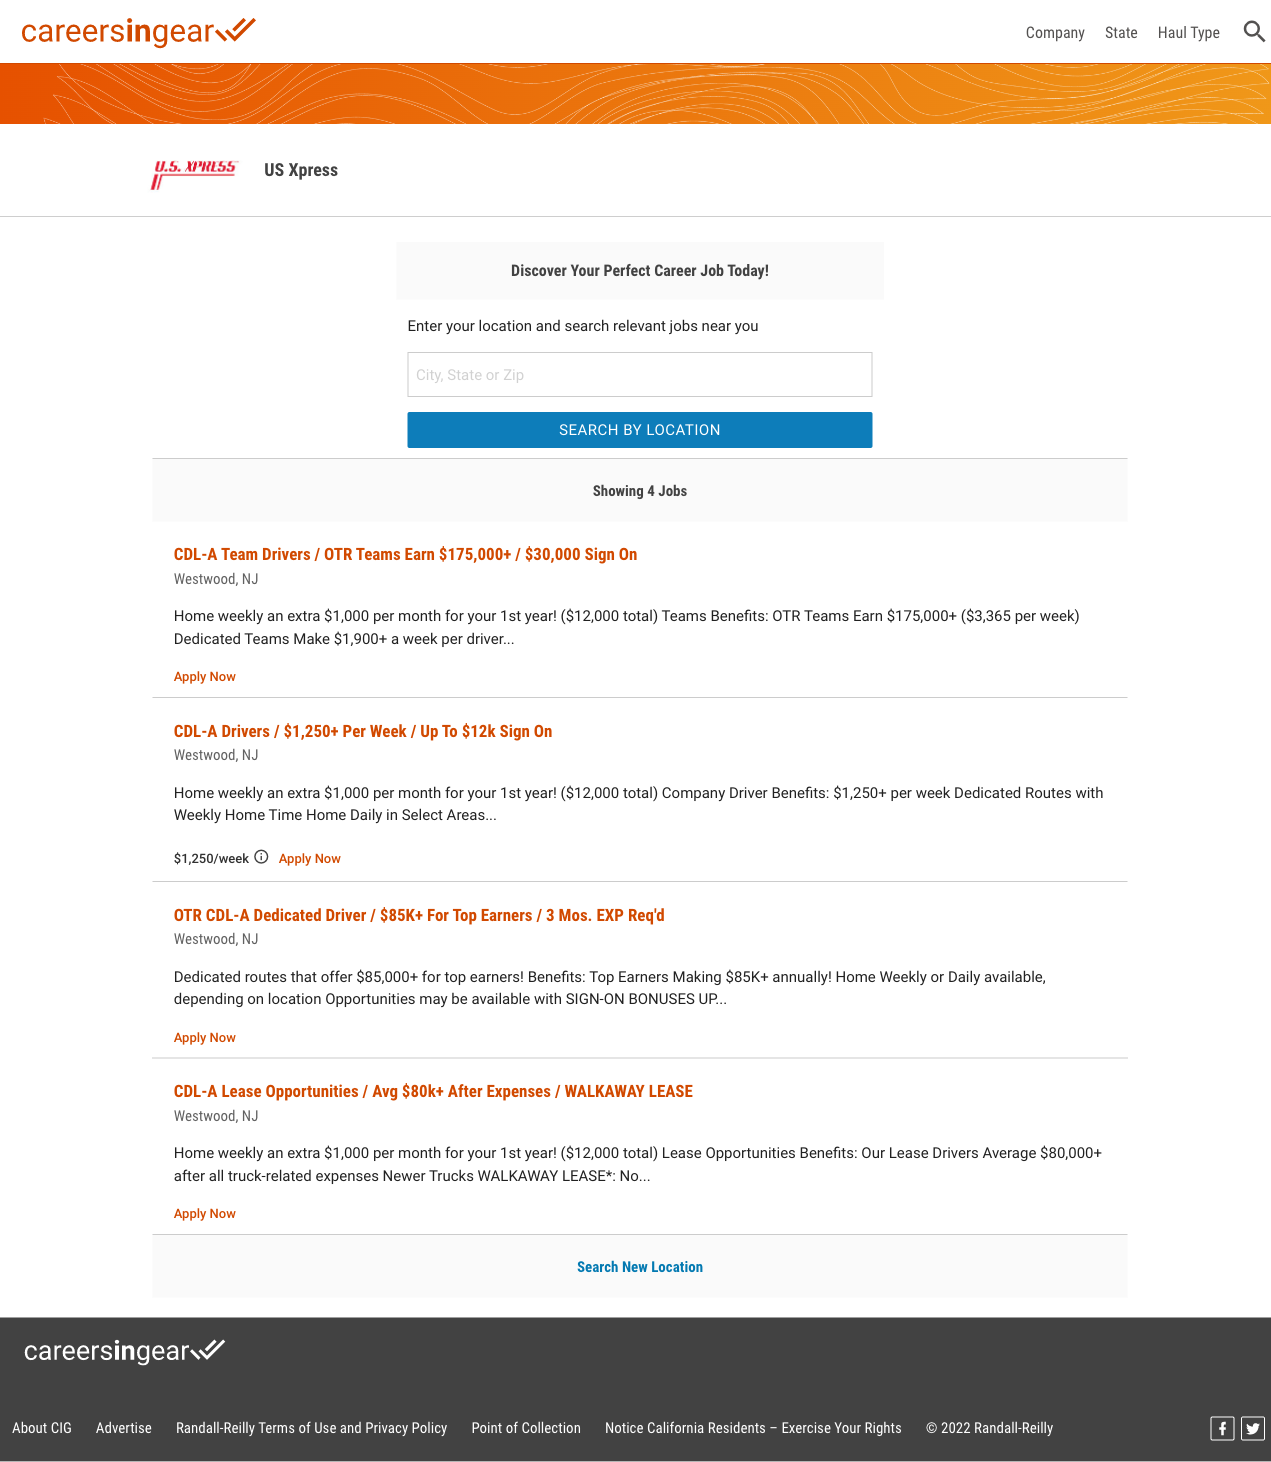 careersingear
Company State Haul Type
U.S. XPRESS
US Xpress
Discover Your Perfect Career Job Today!
Enter your location and search relevant jobs near you
City, State or Zip
SEARCH BY LOCATION
Showing 4 Jobs
CDL-A Team Drivers / OTR Teams Earn $175,000+ / $30,000 Sign On
Westwood, NJ
Home weekly an extra $1,000 per month for your 1st year! ($12,000 total) Teams Benefits: OTR Teams Earn $175,000+ ($3,365 per week)
Dedicated Teams Make $1,900+ a week per driver...
Apply Now
CDL-A Drivers / $1,250+ Per Week / Up To $12k Sign On
Westwood, NJ
Home weekly an extra $1,000 per month for your 1st year! ($12,000 total) Company Driver Benefits: $1,250+ per week Dedicated Routes with
Weekly Home Time Home Daily in Select Areas...
$1,250/week Apply Now
OTR CDL-A Dedicated Driver / $85K+ For Top Earners / 3 Mos. EXP Req'd
Westwood, NJ
Dedicated routes that offer $85,000+ for top earners! Benefits: Top Earners Making $85K+ annually! Home Weekly or Daily available,
depending on location Opportunities may be available with SIGN-ON BONUSES UP...
Apply Now
CDL-A Lease Opportunities / Avg $80k+ After Expenses / WALKAWAY LEASE
Westwood, NJ
Home weekly an extra $1,000 per month for your 1st year! ($12,000 total) Lease Opportunities Benefits: Our Lease Drivers Average $80,000+
after all truck-related expenses Newer Trucks WALKAWAY LEASE*: No...
Apply Now
Search New Location
careersingear
About CIG Advertise Randall-Reilly Terms of Use and Privacy Policy Point of Collection Notice California Residents – Exercise Your Rights © 2022 Randall-Reilly